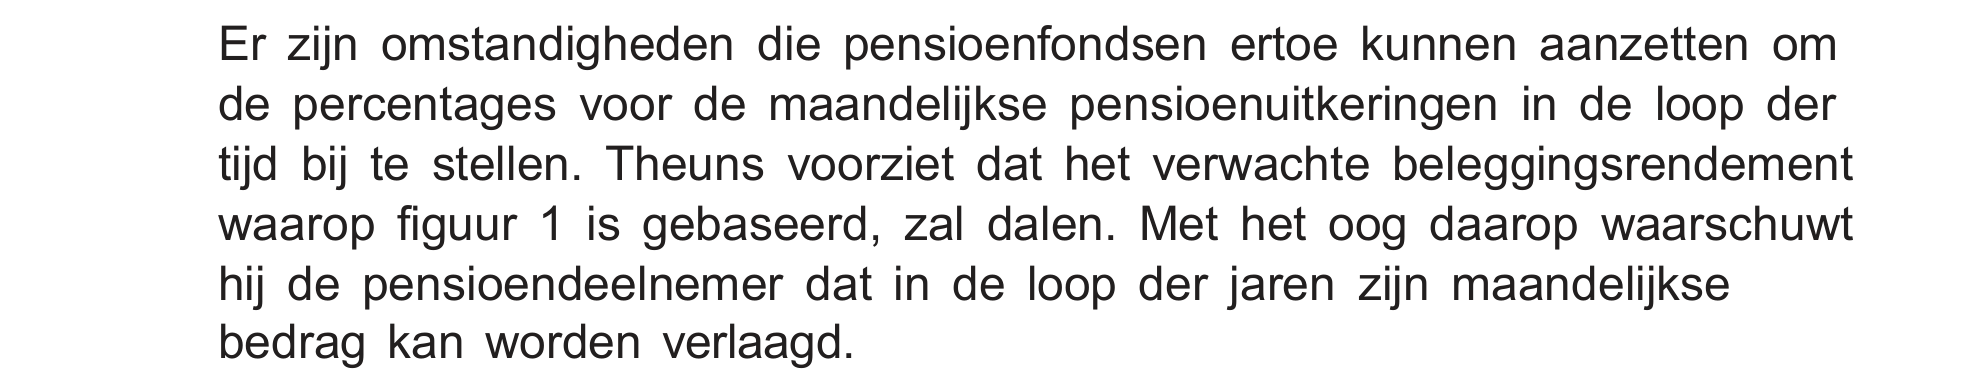 Er zijn omstandigheden die pensioenfondsen ertoe kunnen aanzetten om
de percentages voor de maandelijkse pensioenuitkeringen in de loop der
tijd bij te stellen. Theuns voorziet dat het verwachte beleggingsrendement
waarop figuur 1 is gebaseerd, zal dalen. Met het oog daarop waarschuwt
hij de pensioendeelnemer dat in de loop der jaren zijn maandelijkse
bedrag kan worden verlaagd.